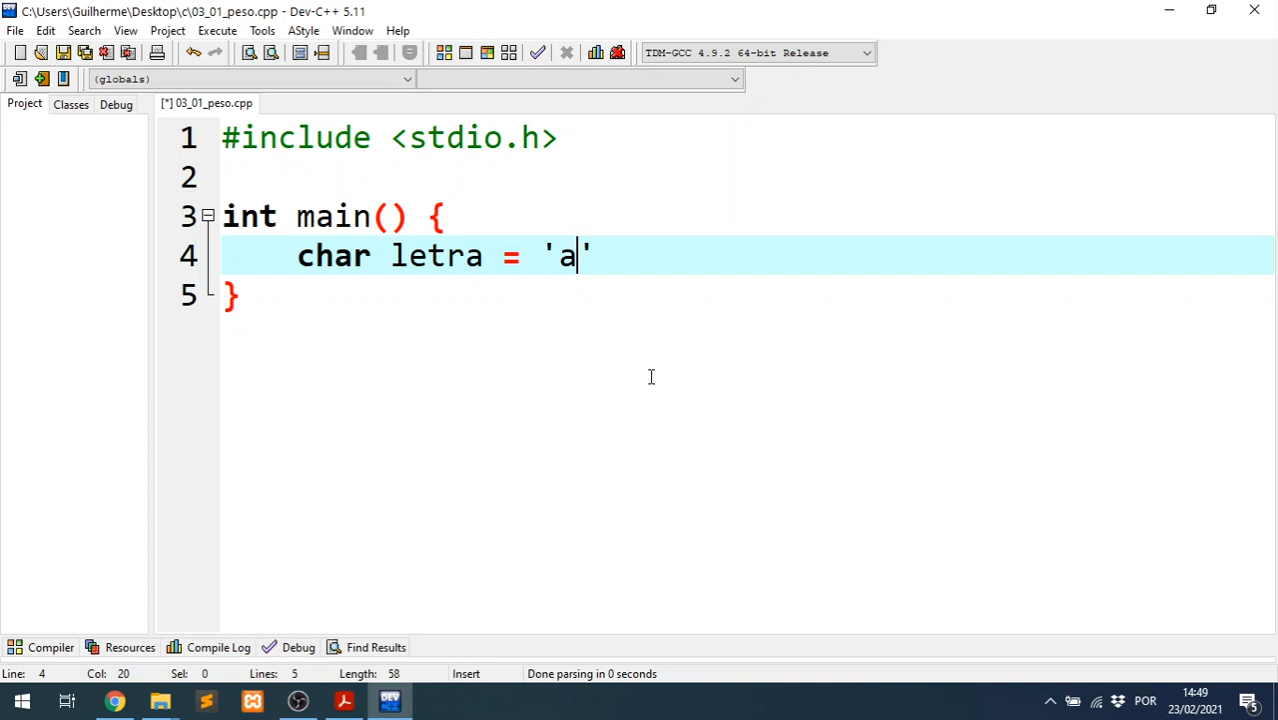 C:\Users\Guilherme\Desktop\c\03_01_peso.cpp - Dev-C++ 5.11
File Edit Search View Project Execute Tools AStyle Window Help
TDM-GCC 4.9.2 64-bit Release
(globals)
Project Classes Debug [*] 03_01_peso.cpp
1 #include <stdio.h>
2
3 int main() {
4 char letra = 'a'
5 }
Compiler Resources Compile Log Debug Find Results
Line: 4 Col: 20 Sel: 0 Lines: 5 Length: 58 Insert Done parsing in 0 seconds
DEV
POR
14:49
23/02/2021
5